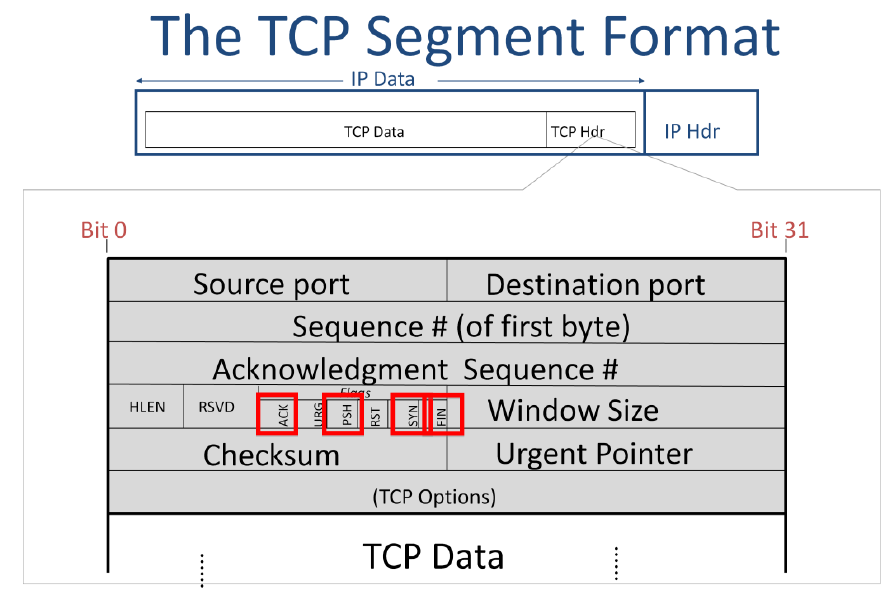 The TCP Segment Format
IP Data
TCP Data TCP Hdr IP Hdr
Bit 0 Bit 31
Source port Destination port
Sequence # (of first byte)
Acknowledgment Sequence #
Flags
HLEN RSVD ACK URG PSH RST SYN FIN Window Size
Checksum Urgent Pointer
(TCP Options)
TCP Data